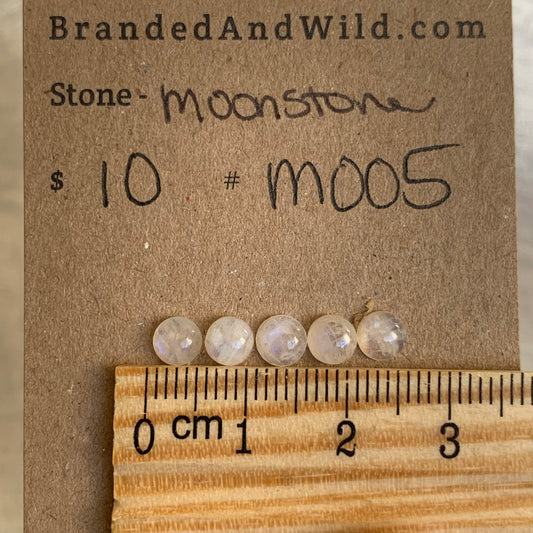 BrandedAndWild.com
Stone - Moonstone
$ 10 # M005
0 cm 1 2 3